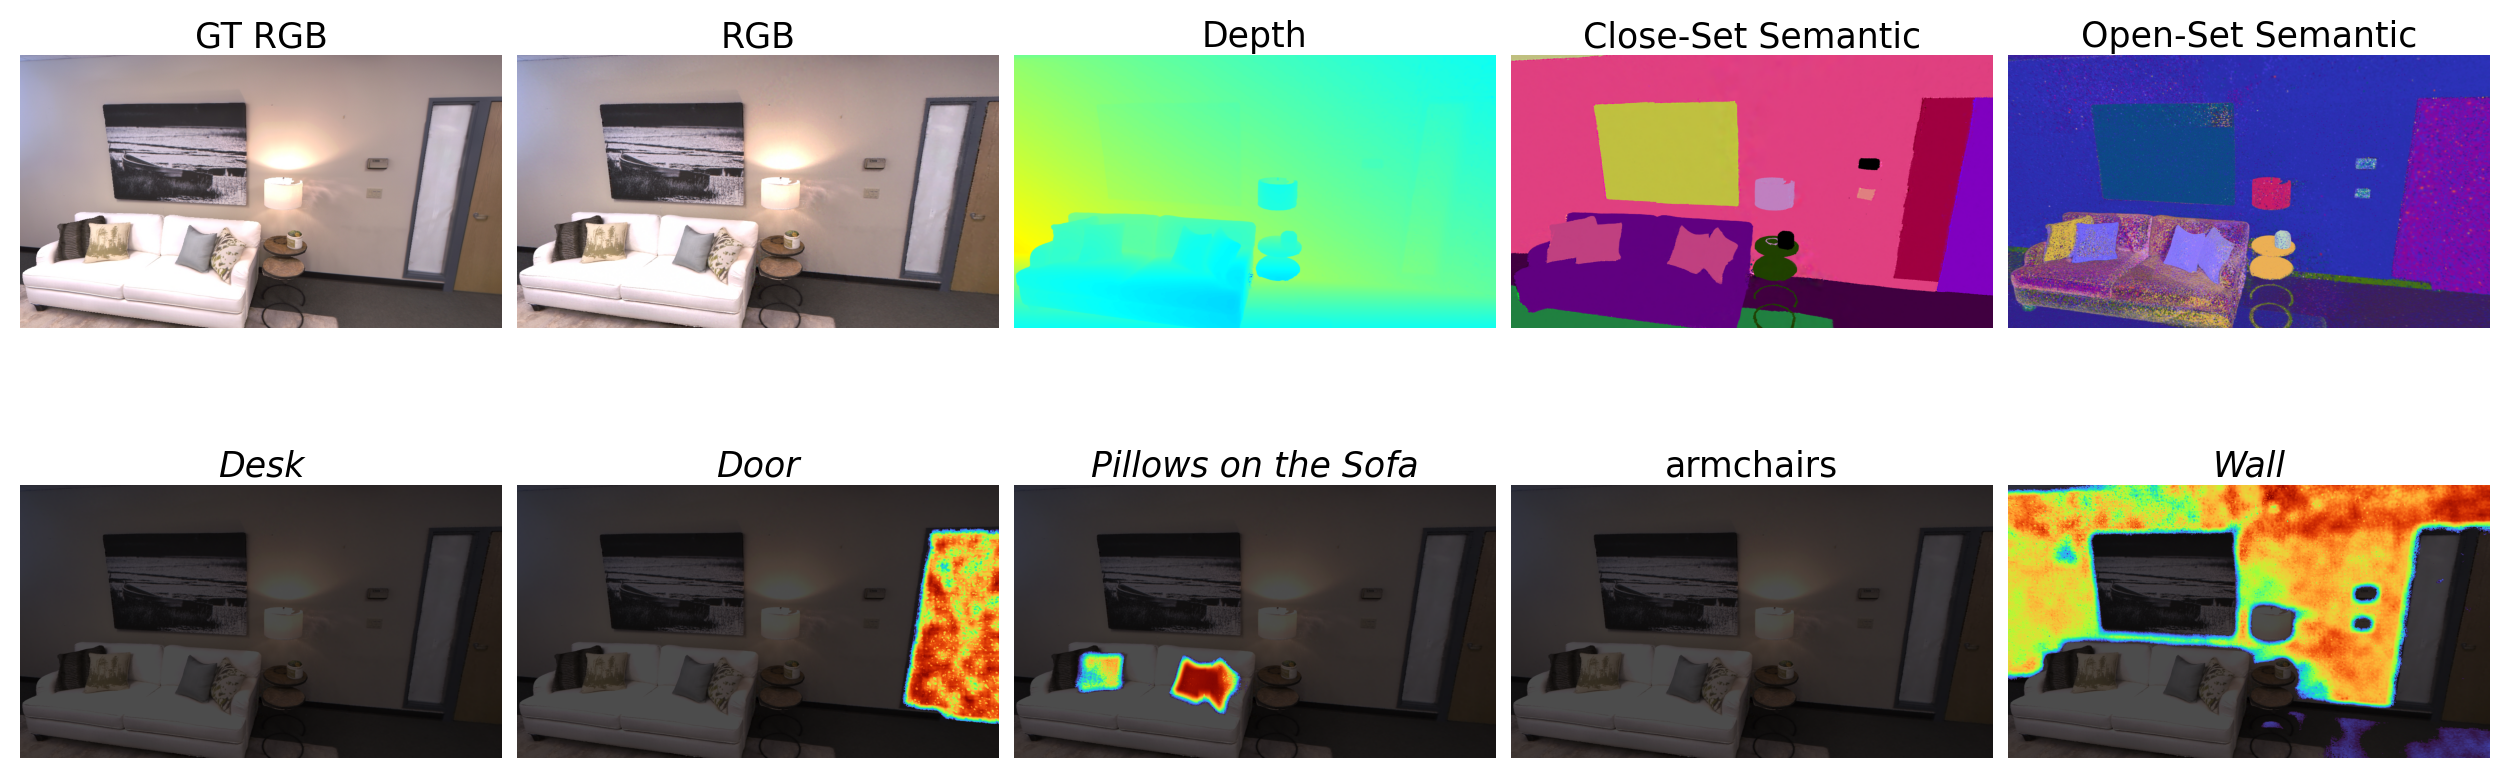 GT RGB
RGB
Depth
Close-Set Semantic
Open-Set Semantic
Desk
Door
Pillows on the Sofa
armchairs
Wall